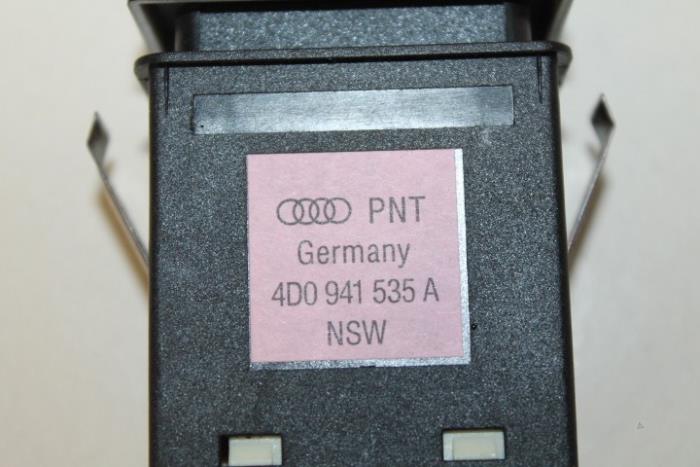 PNT
Germany
4D0 941 535 A
NSW